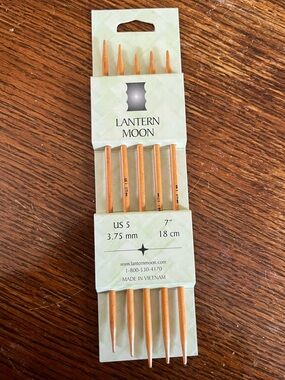 LANTERN
MOON
US 5 7"
3.75 mm 18 cm
www.lanternmoon.com
1-800-530-4170
MADE IN VIETNAM